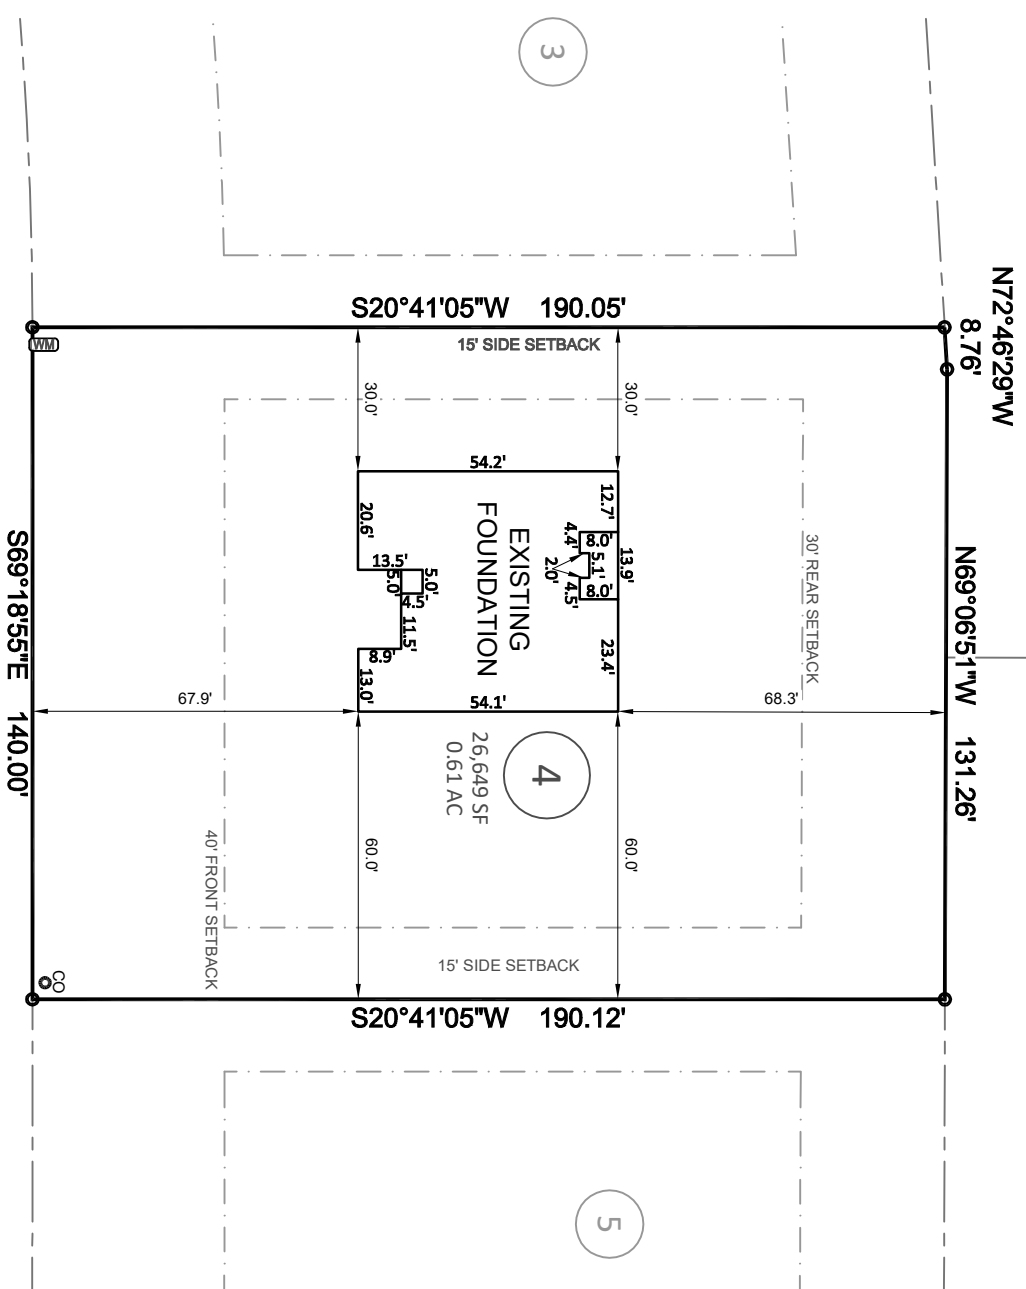 3
N72°46'29"W
8.76'
S20°41'05"W 190.05'
WM
15' SIDE SETBACK
30.0'
30.0'
54.2'
12.7'
20.6'
EXISTING
FOUNDATION
4.4'
8.0'
13.9'
5.1'
2.0'
4.5'
8.0'
13.5'
5.0'
5.0'
4.5'
11.5'
8.9'
13.0'
23.4'
54.1'
30' REAR SETBACK
N69°06'51"W 131.26'
S69°18'55"E 140.00'
67.9'
68.3'
4
26,649 SF
0.61 AC
60.0'
60.0'
40' FRONT SETBACK
15' SIDE SETBACK
CO
S20°41'05"W 190.12'
5